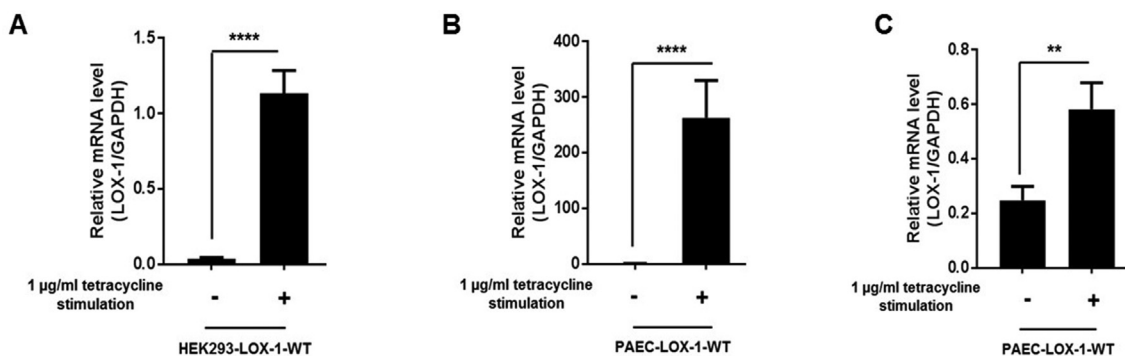 A
Relative mRNA level
(LOX-1/GAPDH)
1.5
1.0
0.5
0.0
****
1 µg/ml tetracycline
stimulation
-
+
HEK293-LOX-1-WT
B
Relative mRNA level
(LOX-1/GAPDH)
400
300
200
100
0
****
1 µg/ml tetracycline
stimulation
-
+
PAEC-LOX-1-WT
C
Relative mRNA level
(LOX-1/GAPDH)
0.8
0.6
0.4
0.2
0.0
**
1 µg/ml tetracycline
stimulation
-
+
PAEC-LOX-1-WT